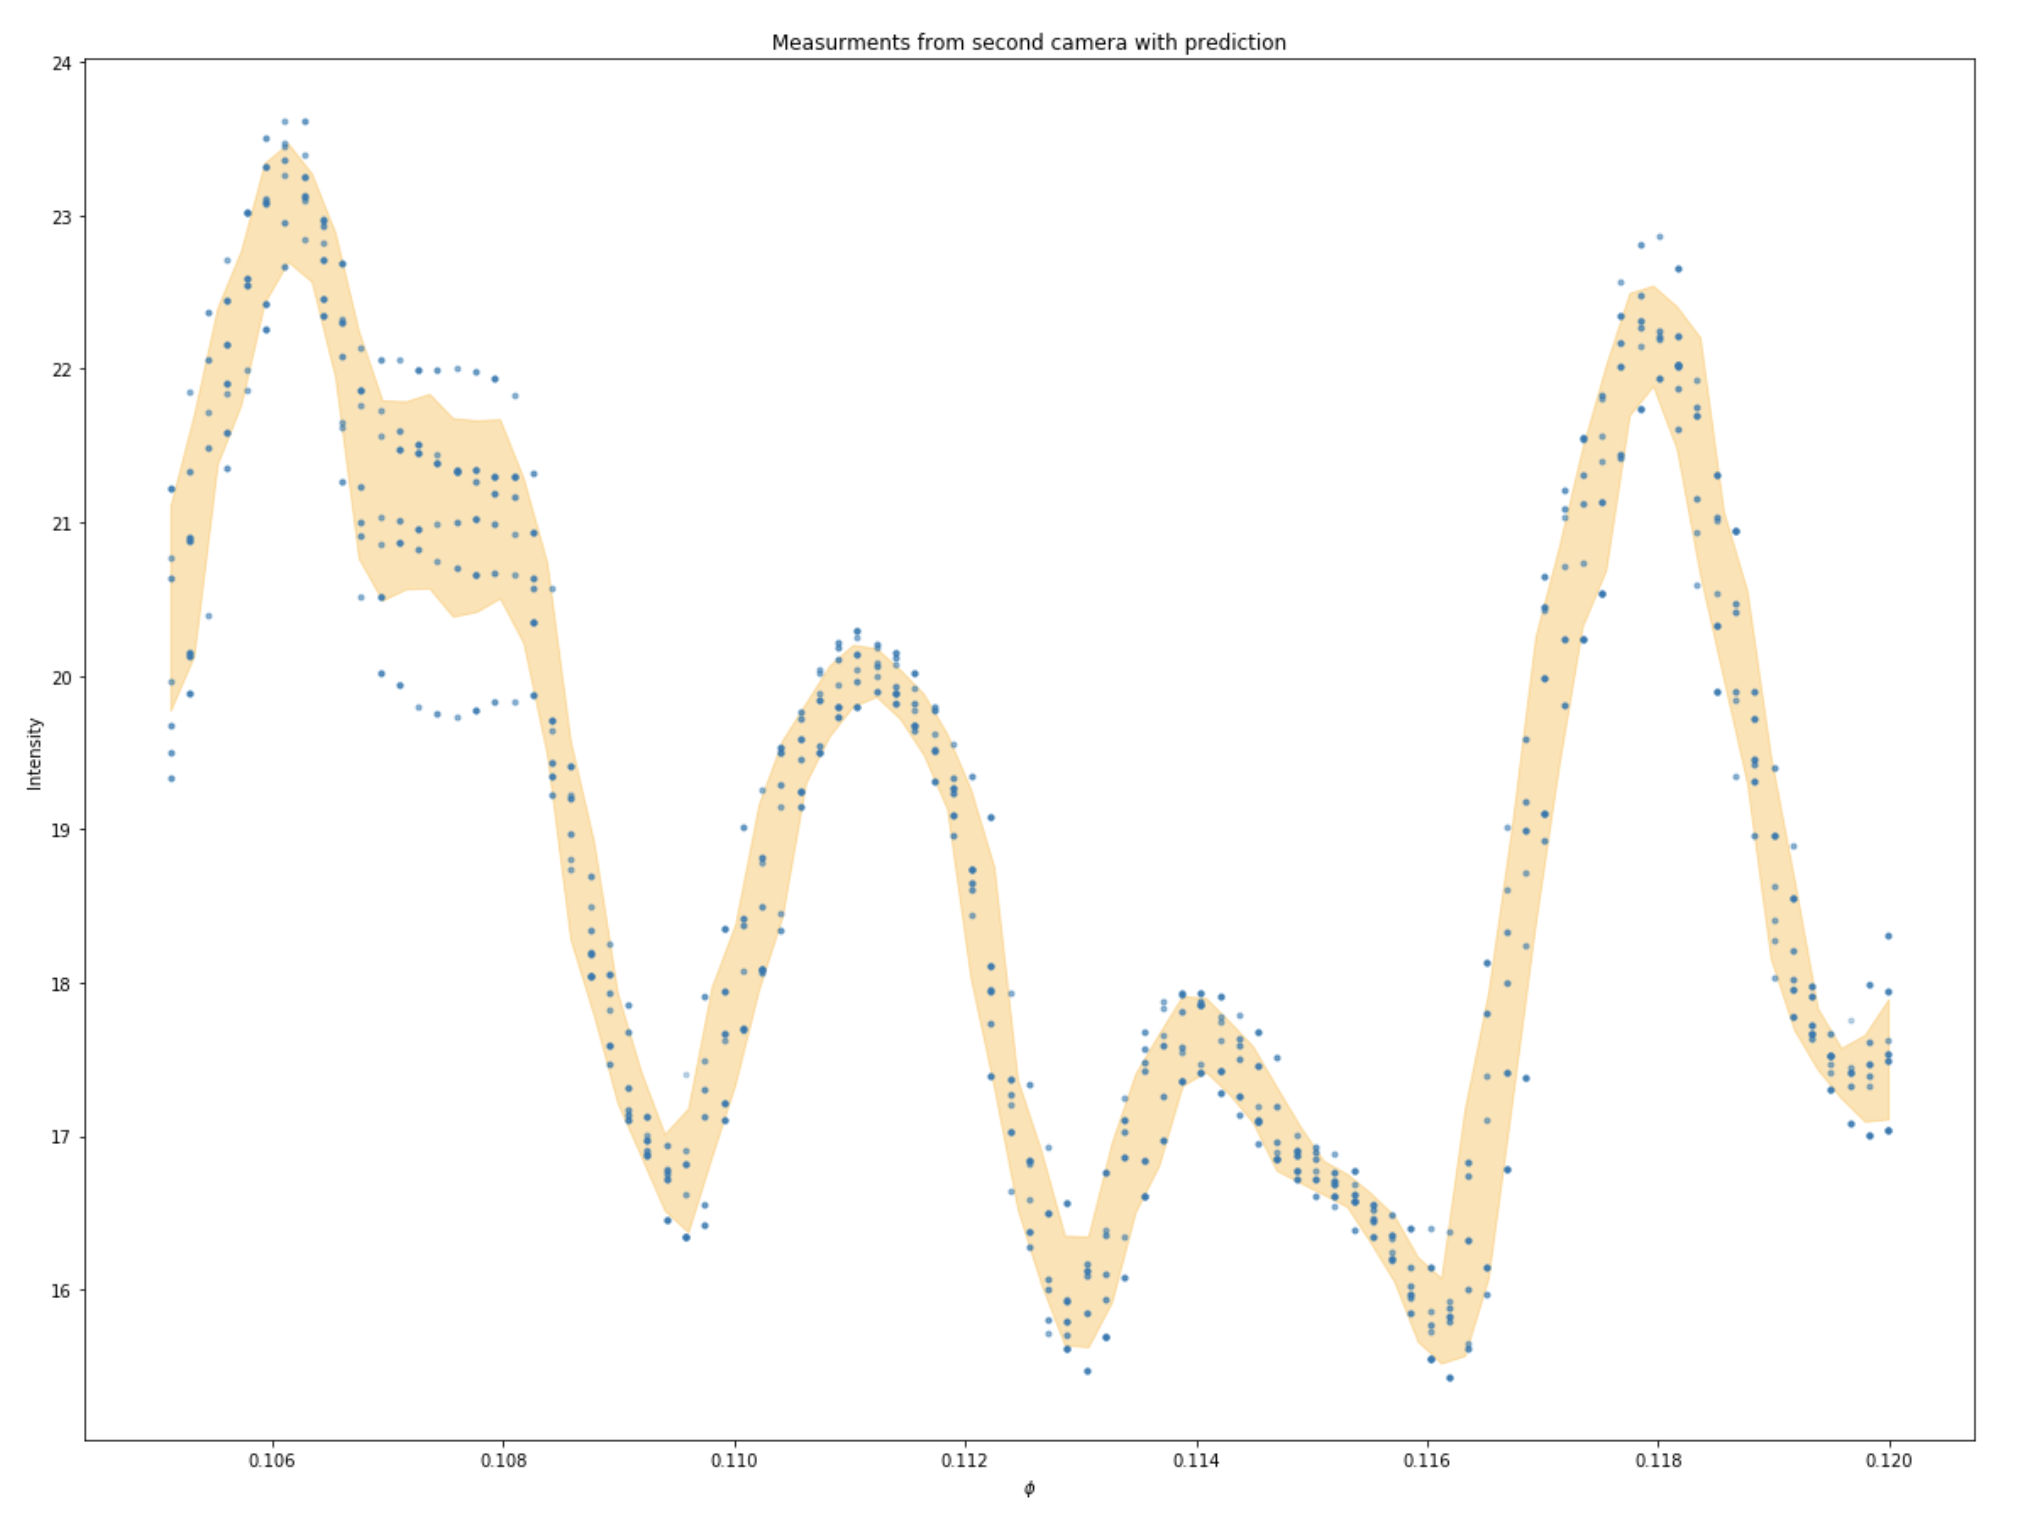 Measurments from second camera with prediction
24
23
22
21
20
19
18
17
16
Intensity
0.106 0.108 0.110 0.112 0.114 0.116 0.118 0.120
ϕ